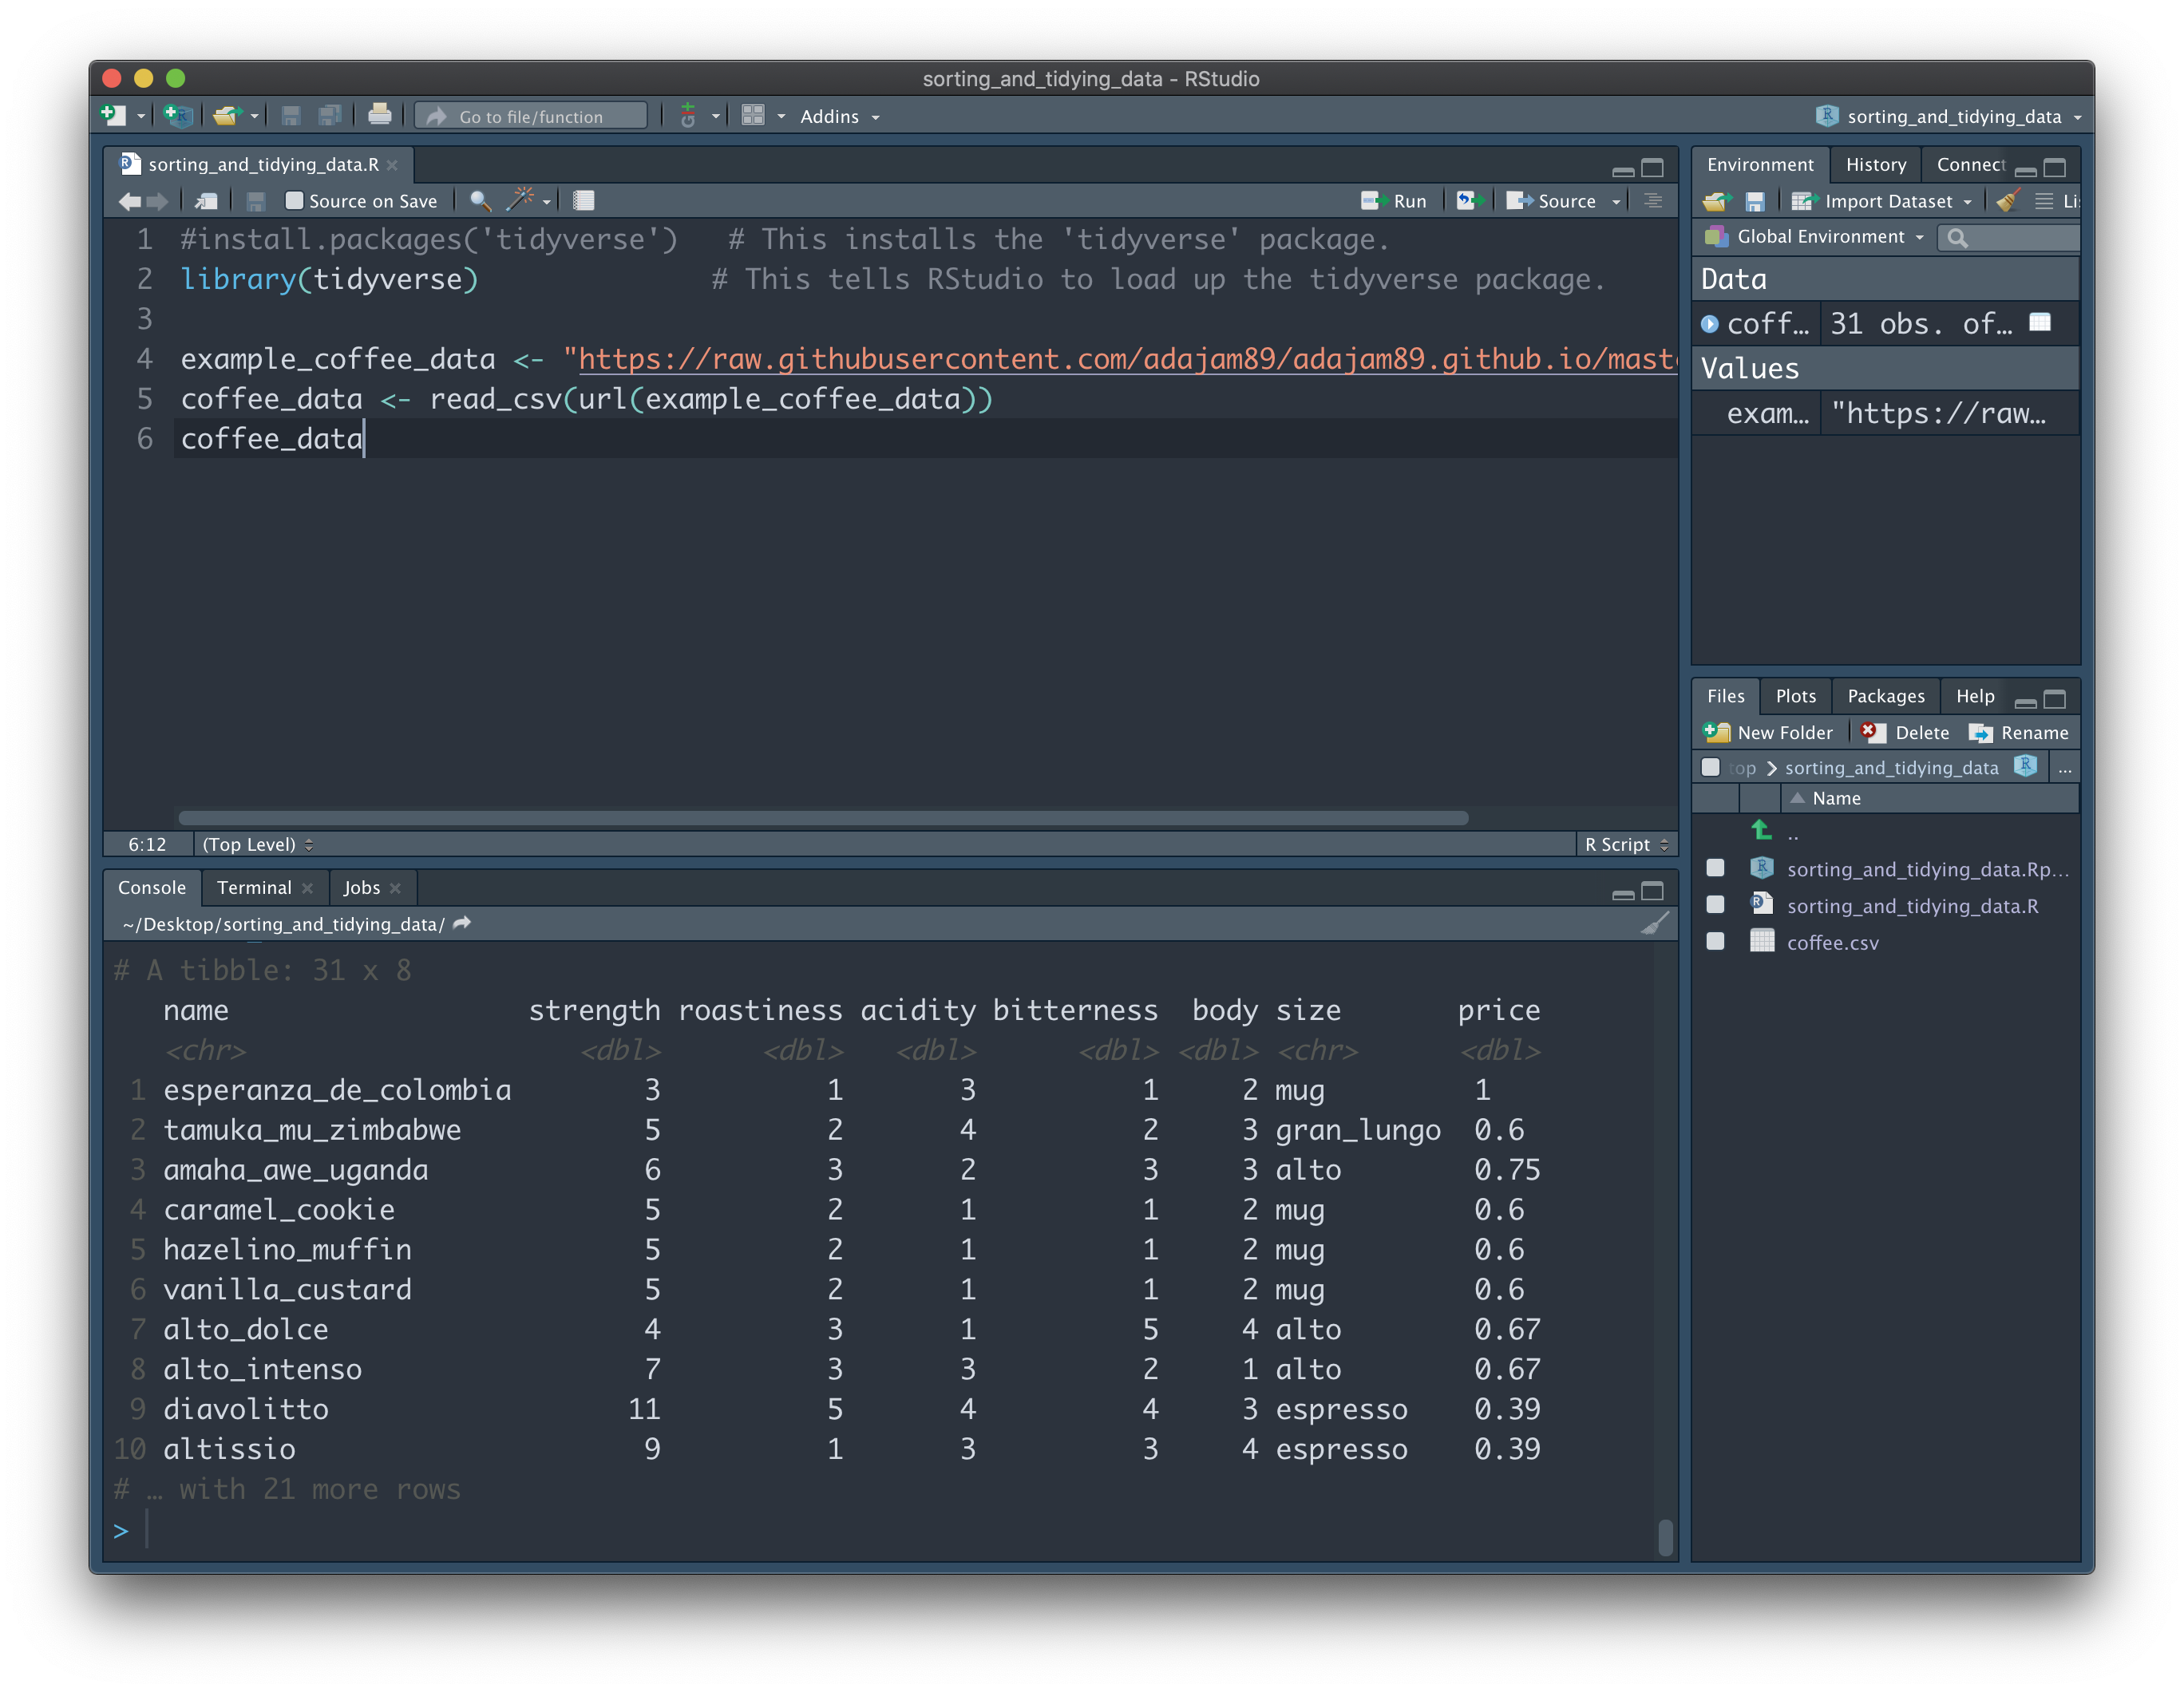 sorting_and_tidying_data - RStudio
Go to file/function Addins sorting_and_tidying_data
sorting_and_tidying_data.R
Source on Save Run Source
1 #install.packages('tidyverse') # This installs the 'tidyverse' package.
2 library(tidyverse) # This tells RStudio to load up the tidyverse package.
3
4 example_coffee_data <- "https://raw.githubusercontent.com/adajam89/adajam89.github.io/mast
5 coffee_data <- read_csv(url(example_coffee_data))
6 coffee_data
6:12 (Top Level) R Script
Console Terminal Jobs
~/Desktop/sorting_and_tidying_data/
# A tibble: 31 x 8
name strength roastiness acidity bitterness body size price
<chr> <dbl> <dbl> <dbl> <dbl> <dbl> <chr> <dbl>
1 esperanza_de_colombia 3 1 3 1 2 mug 1
2 tamuka_mu_zimbabwe 5 2 4 2 3 gran_lungo 0.6
3 amaha_awe_uganda 6 3 2 3 3 alto 0.75
4 caramel_cookie 5 2 1 1 2 mug 0.6
5 hazelino_muffin 5 2 1 1 2 mug 0.6
6 vanilla_custard 5 2 1 1 2 mug 0.6
7 alto_dolce 4 3 1 5 4 alto 0.67
8 alto_intenso 7 3 3 2 1 alto 0.67
9 diavolitto 11 5 4 4 3 espresso 0.39
10 altissio 9 1 3 3 4 espresso 0.39
# … with 21 more rows
>
Environment History Connect
Import Dataset Li
Global Environment
Data
coff… 31 obs. of…
Values
exam… "https://raw…
Files Plots Packages Help
New Folder Delete Rename
top sorting_and_tidying_data ...
Name
..
sorting_and_tidying_data.Rp…
sorting_and_tidying_data.R
coffee.csv